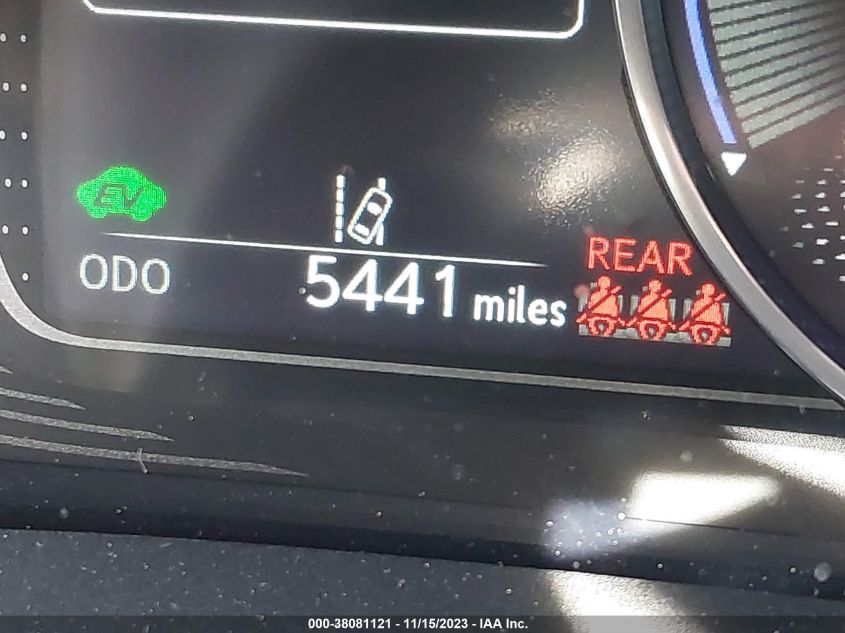 EV
REAR
ODO 5441 miles
000-38081121 - 11/15/2023 - IAA Inc.